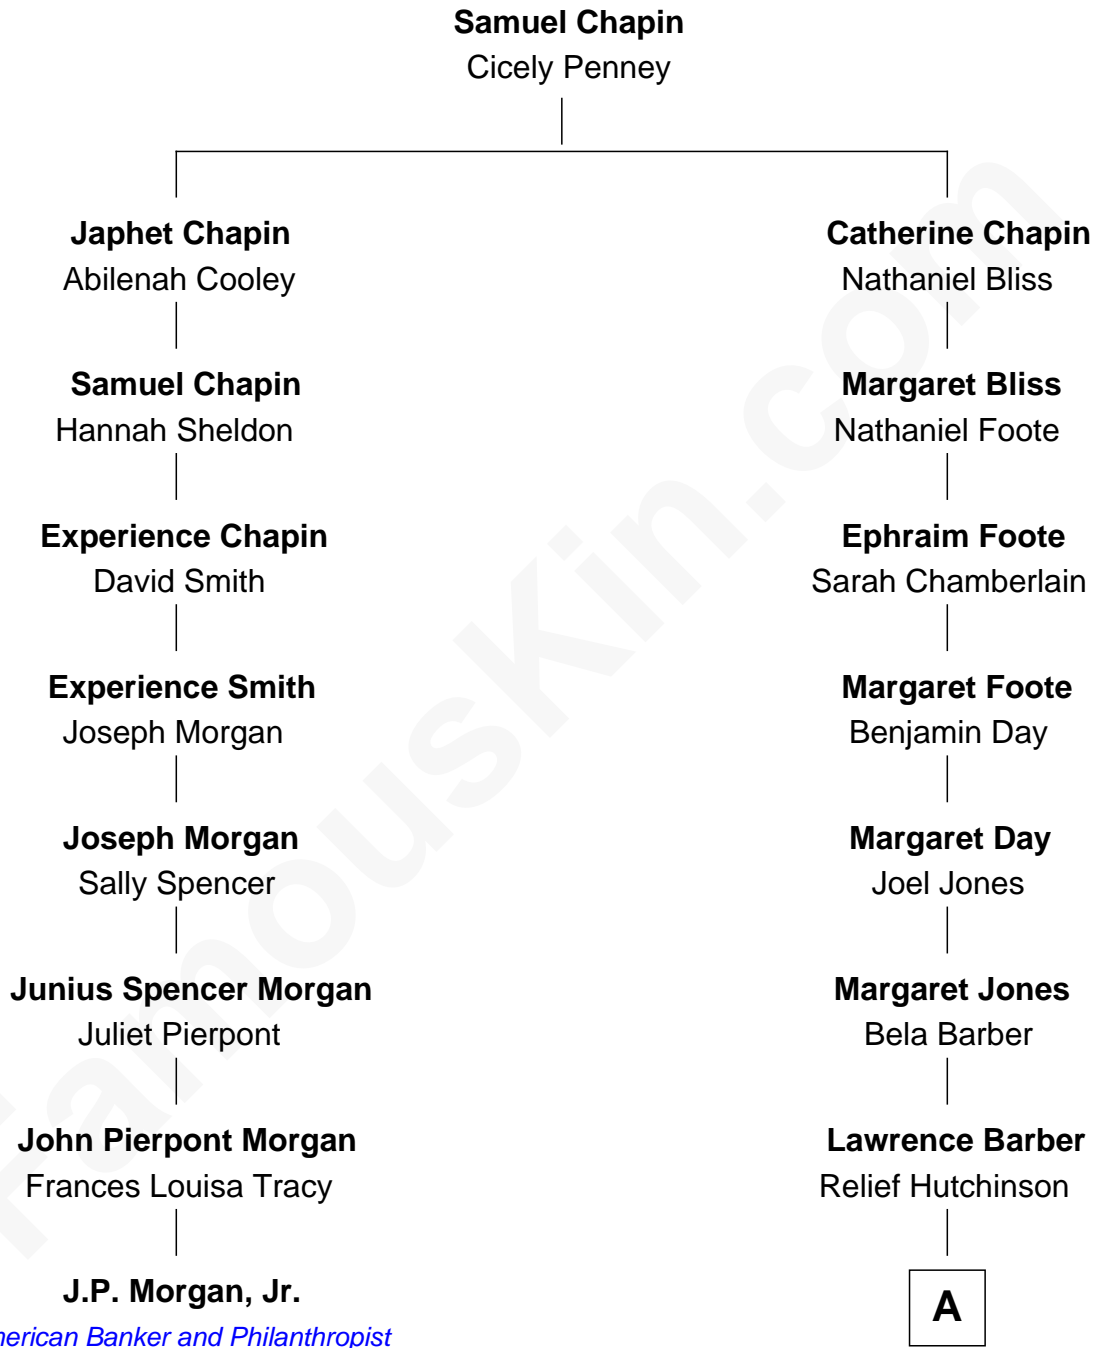 Samuel Chapin
Cicely Penney
Japhet Chapin
Abilenah Cooley
Catherine Chapin
Nathaniel Bliss
Samuel Chapin
Hannah Sheldon
Margaret Bliss
Nathaniel Foote
Experience Chapin
David Smith
Ephraim Foote
Sarah Chamberlain
Experience Smith
Joseph Morgan
Margaret Foote
Benjamin Day
Joseph Morgan
Sally Spencer
Margaret Day
Joel Jones
Junius Spencer Morgan
Juliet Pierpont
Margaret Jones
Bela Barber
John Pierpont Morgan
Frances Louisa Tracy
Lawrence Barber
Relief Hutchinson
J.P. Morgan, Jr.
merican Banker and Philanthropist
A
FamousKin.com